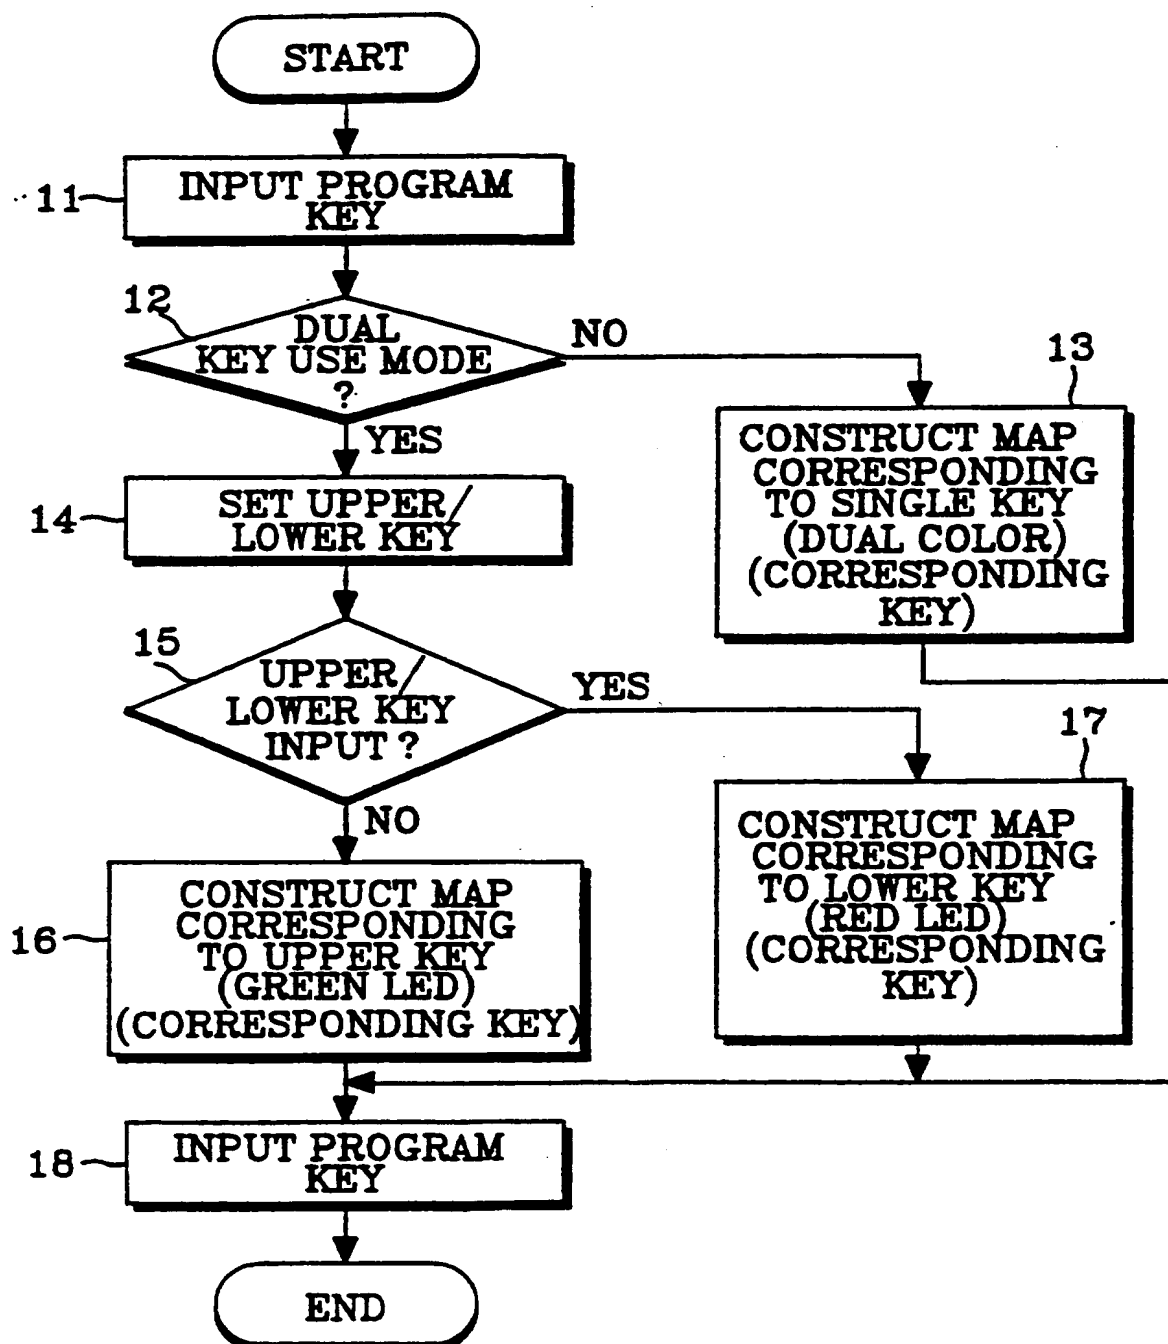 START
11
INPUT PROGRAM
KEY
12
DUAL
KEY USE MODE
?
NO
YES
13
CONSTRUCT MAP
CORRESPONDING
TO SINGLE KEY
(DUAL COLOR)
(CORRESPONDING
KEY)
14
SET UPPER/
LOWER KEY
15
UPPER/
LOWER KEY
INPUT ?
YES
NO
17
CONSTRUCT MAP
CORRESPONDING
TO LOWER KEY
(RED LED)
(CORRESPONDING
KEY)
16
CONSTRUCT MAP
CORRESPONDING
TO UPPER KEY
(GREEN LED)
(CORRESPONDING KEY)
18
INPUT PROGRAM
KEY
END